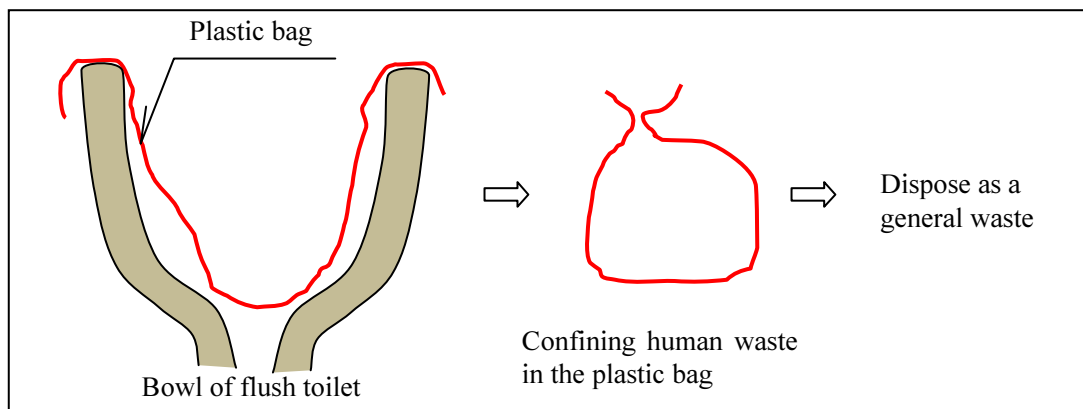 Plastic bag
Bowl of flush toilet
Confining human waste
in the plastic bag
Dispose as a
general waste